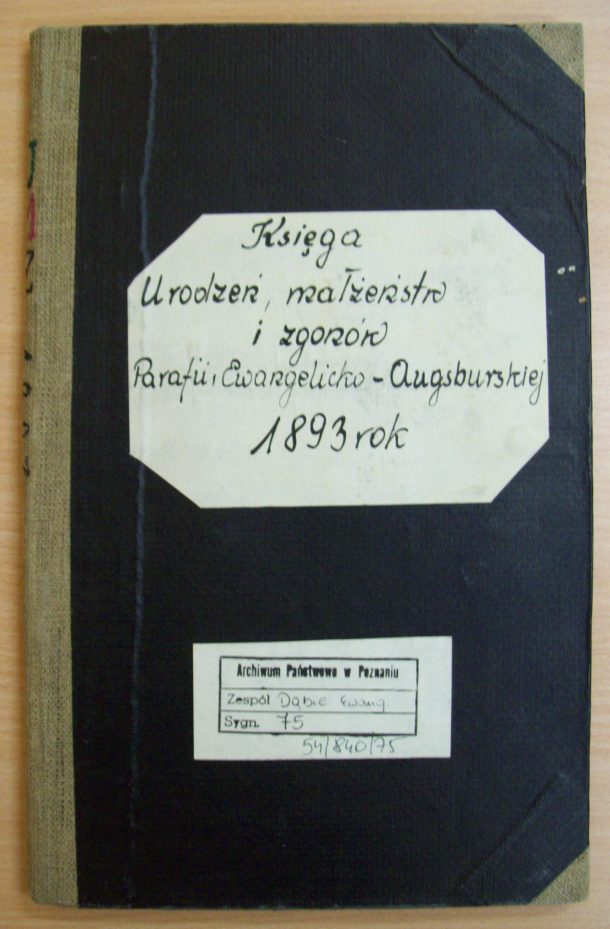 Księga
Urodzeń, małżeństw
i zgonów
Parafii, Ewangelicko-Augsburskiej
1893 rok
Archiwum Państwowe w Poznaniu
Zespół Dąbie Ewang
Sygn. 75
54/840/75